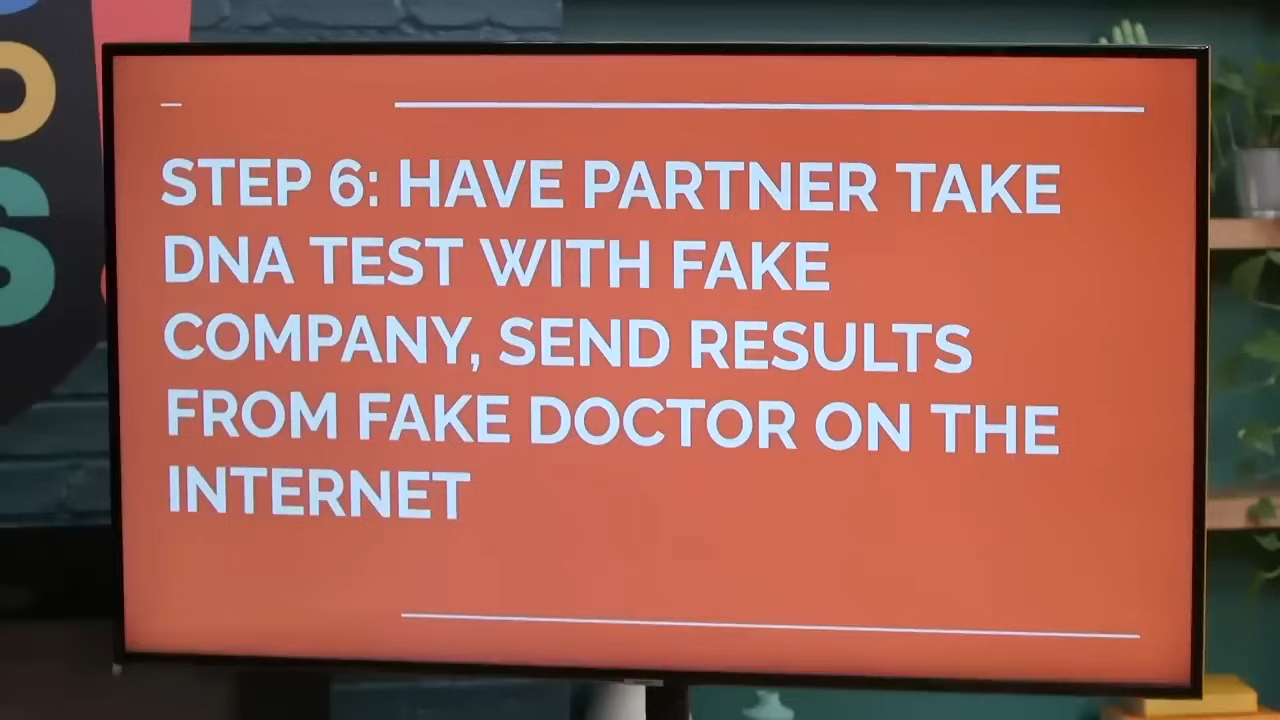 O
S
STEP 6: HAVE PARTNER TAKE
DNA TEST WITH FAKE
COMPANY, SEND RESULTS
FROM FAKE DOCTOR ON THE
INTERNET